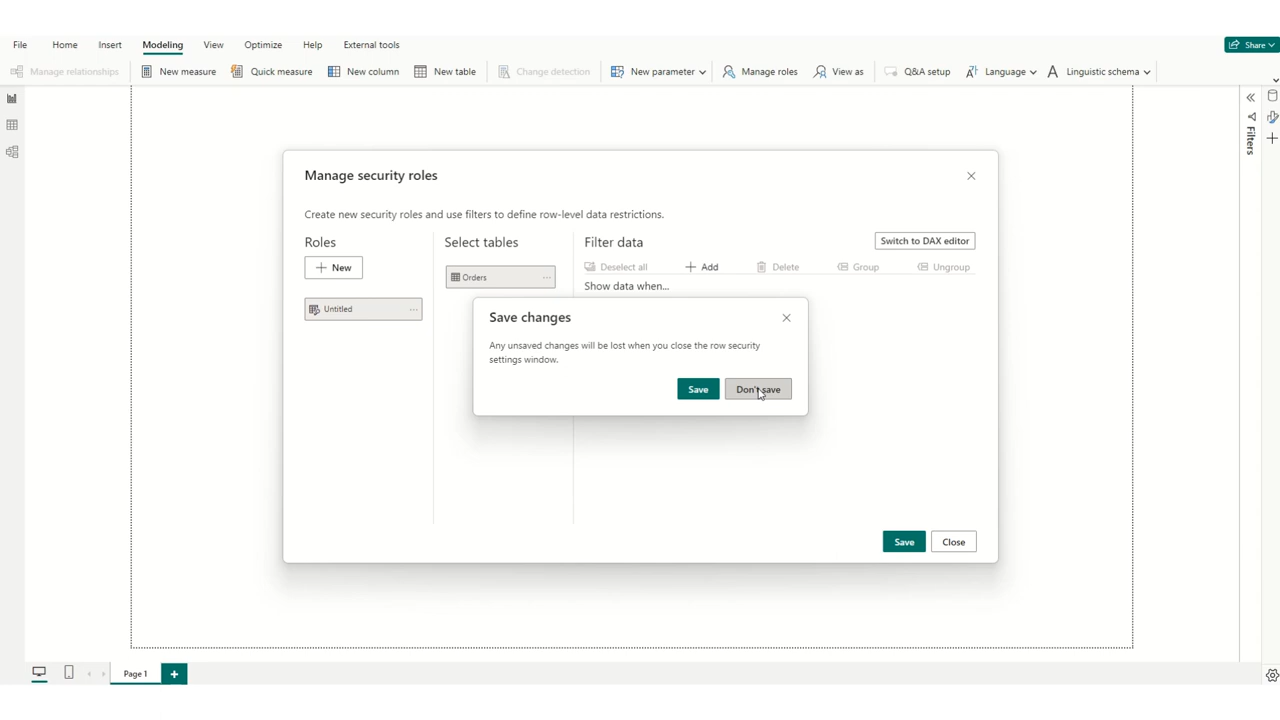 File Home Insert Modeling View Optimize Help External tools Share
Manage relationships New measure Quick measure New column New table Change detection New parameter Manage roles View as Q&A setup Language Linguistic schema
Filters
Manage security roles
Create new security roles and use filters to define row-level data restrictions.
Roles
New
Untitled
Select tables
Orders
Filter data
Switch to DAX editor
Deselect all Add Delete Group Ungroup
Show data when...
Save changes
Any unsaved changes will be lost when you close the row security
settings window.
Save Don't save
Save Close
Page 1